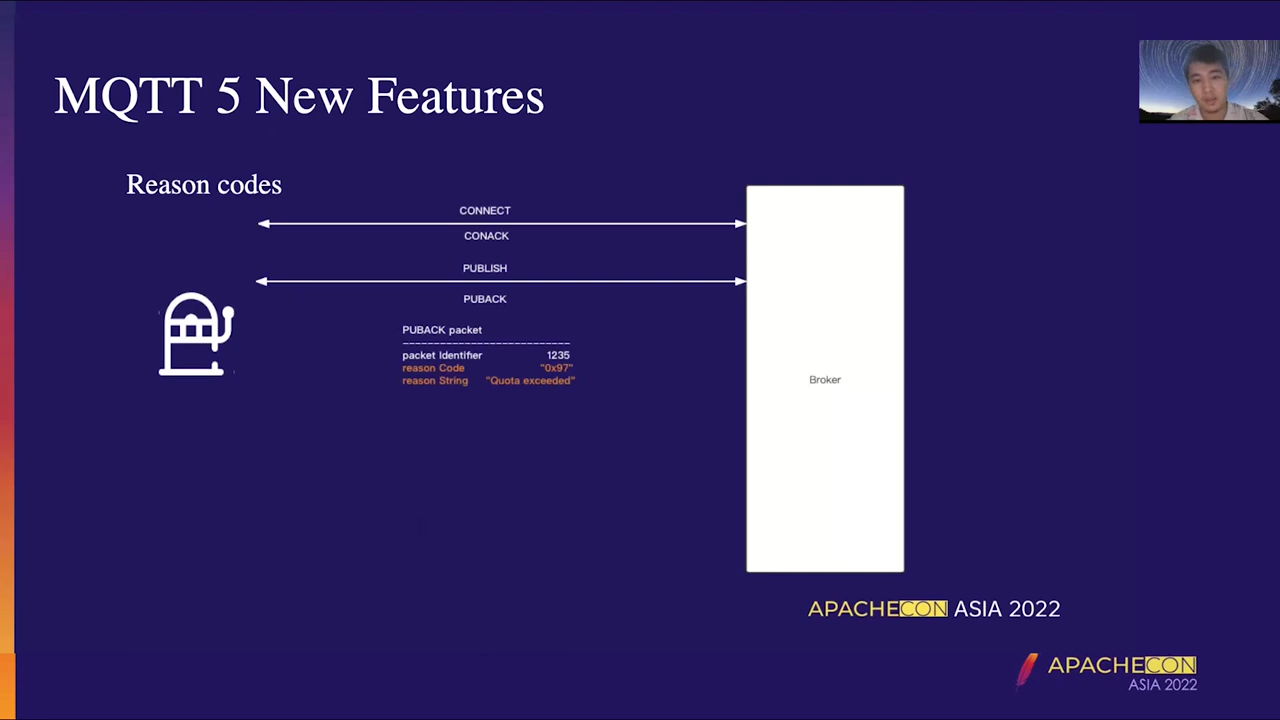 MQTT 5 New Features
Reason codes
CONNECT
CONACK
PUBLISH
PUBACK
PUBACK packet
---------------------------
packet Identifier 1235
reason Code "0x97"
reason String "Quota exceeded"
Broker
APACHECON ASIA 2022
APACHECON
ASIA 2022